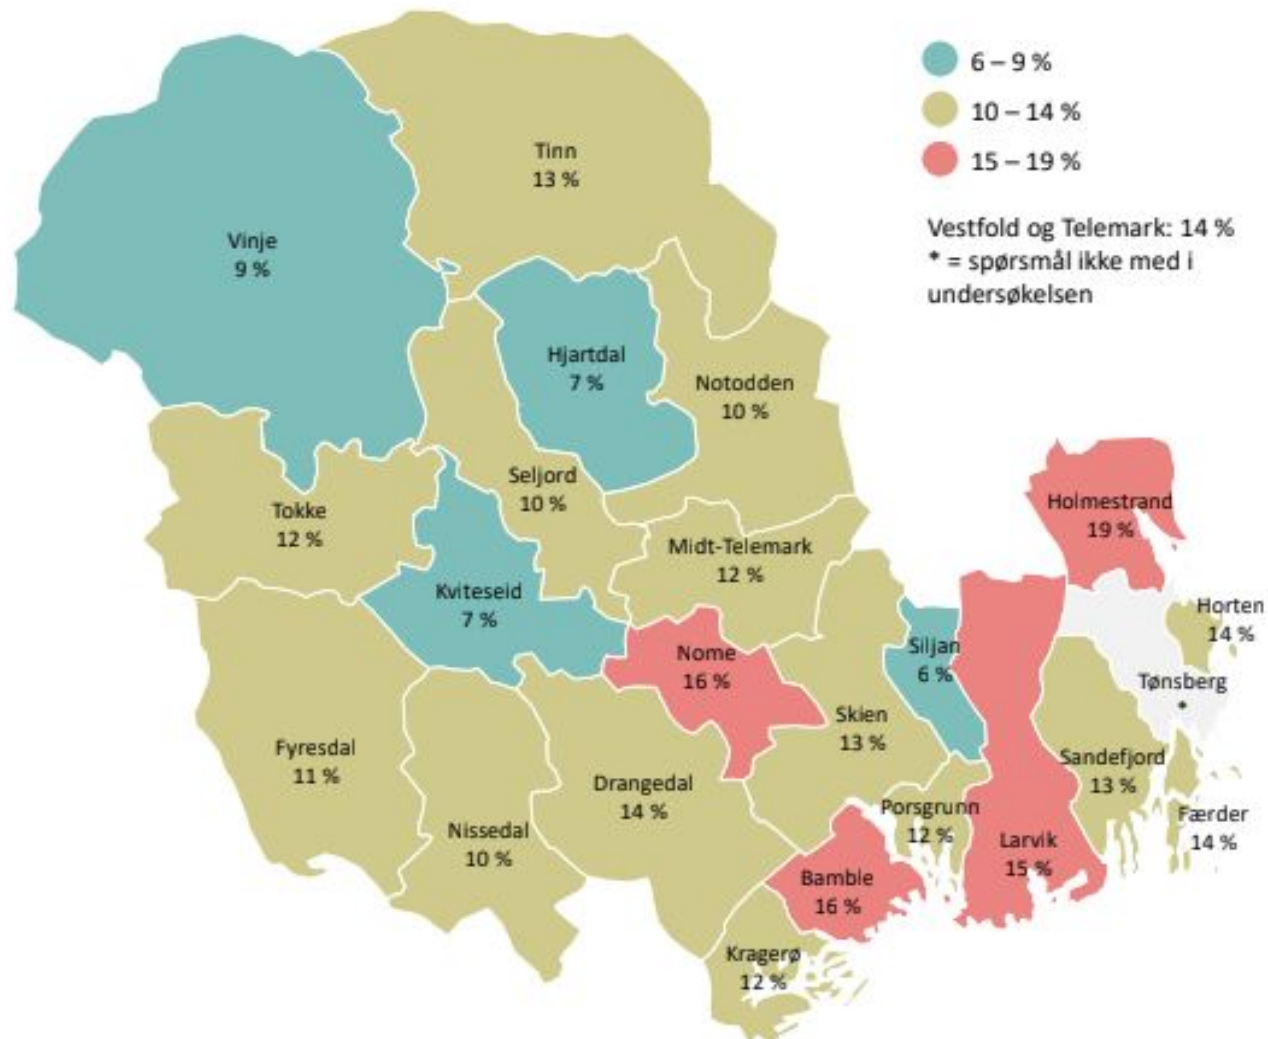 6 – 9 %
10 – 14 %
15 – 19 %
Vestfold og Telemark: 14 %
* = spørsmål ikke med i
undersøkelsen
Tinn
13 %
Vinje
9 %
Hjartdal
7 %
Notodden
10 %
Seljord
10 %
Tokke
12 %
Holmestrand
19 %
Midt-Telemark
12 %
Kviteseid
7 %
Horten
14 %
Nome
16 %
Siljan
6 %
Tønsberg
*
Skien
13 %
Fyresdal
11 %
Sandefjord
13 %
Drangedal
14 %
Porsgrunn
12 %
Færder
14 %
Nissedal
10 %
Larvik
15 %
Bamble
16 %
Kragerø
12 %